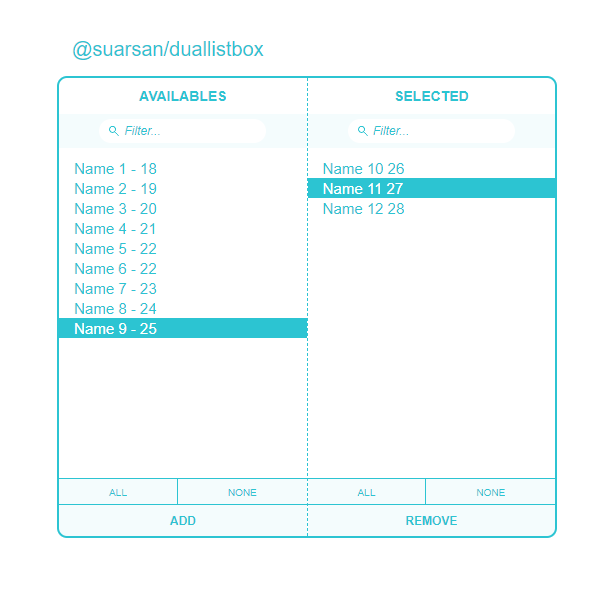 @suarsan/duallistbox
AVAILABLES
Filter...
Name 1 - 18
Name 2 - 19
Name 3 - 20
Name 4 - 21
Name 5 - 22
Name 6 - 22
Name 7 - 23
Name 8 - 24
Name 9 - 25
ALL
NONE
ADD
SELECTED
Filter...
Name 10 26
Name 11 27
Name 12 28
ALL
NONE
REMOVE